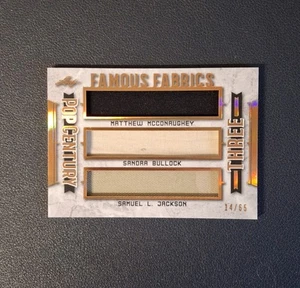 FAMOUS FABRICS
POP CENTURY
MATTHEW MCCONAUGHEY
SANDRA BULLOCK
SAMUEL L. JACKSON
THREE
14/65